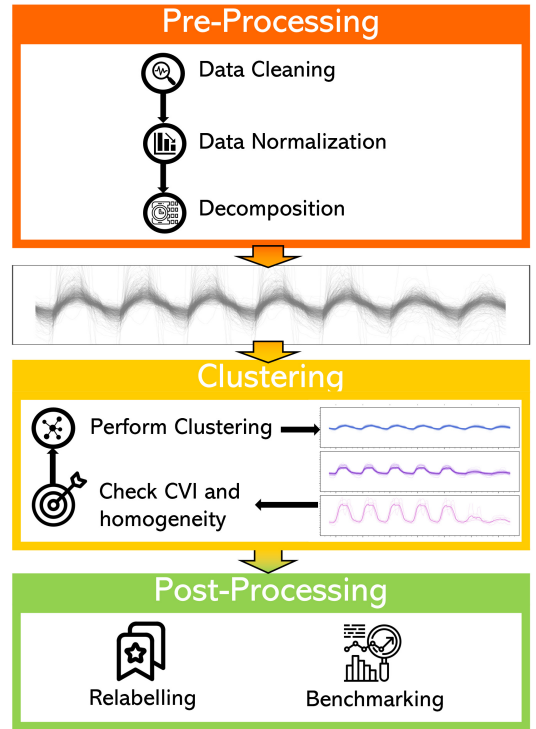 Pre-Processing
Data Cleaning
Data Normalization
Decomposition
Clustering
Perform Clustering
Check CVI and
homogeneity
Post-Processing
Relabelling
Benchmarking